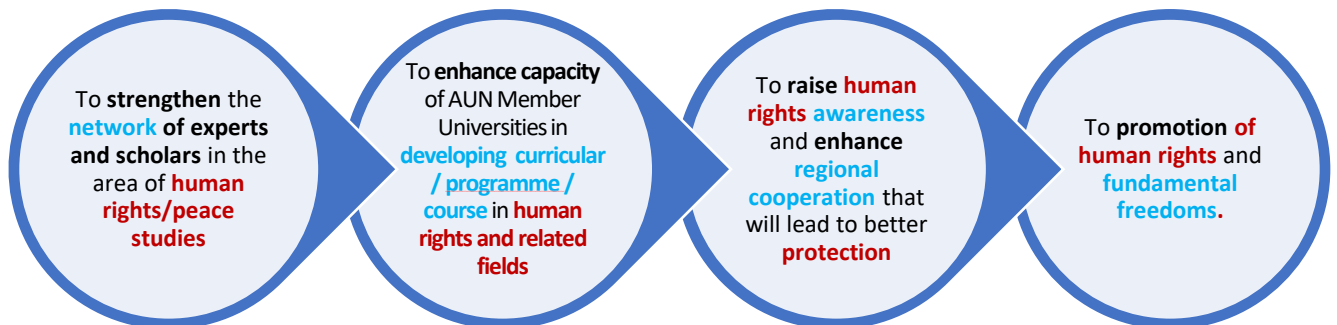 To strengthen the
network of experts
and scholars in the
area of human
rights/peace
studies
To enhance capacity
of AUN Member
Universities in
developing curricular
/ programme /
course in human
rights and related
fields
To raise human
rights awareness
and enhance
regional
cooperation that
will lead to better
protection
To promotion of
human rights and
fundamental
freedoms.